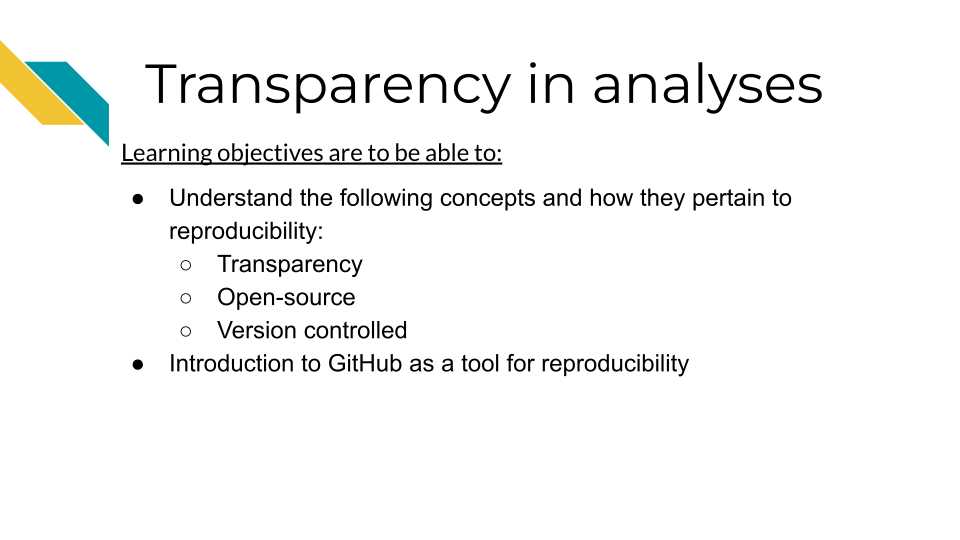 Transparency in analyses
Learning objectives are to be able to:
● Understand the following concepts and how they pertain to
reproducibility:
○ Transparency
○ Open-source
○ Version controlled
● Introduction to GitHub as a tool for reproducibility